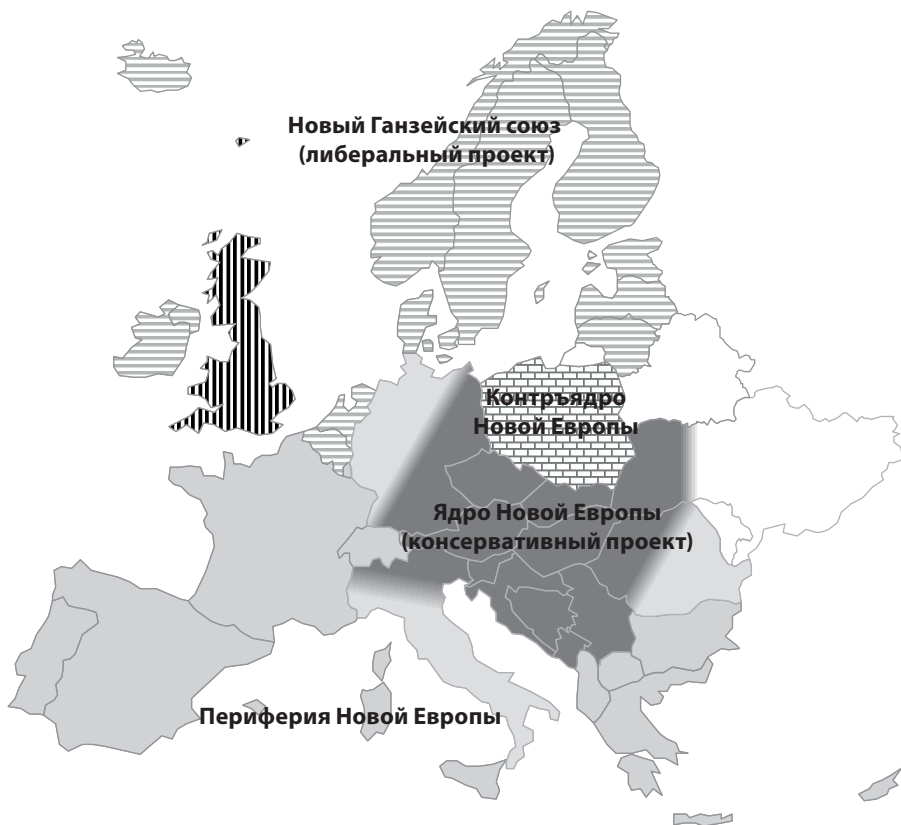 Новый Ганзейский союз
(либеральный проект)
Контръядро
Новой Европы
Ядро Новой Европы
(консервативный проект)
Периферия Новой Европы